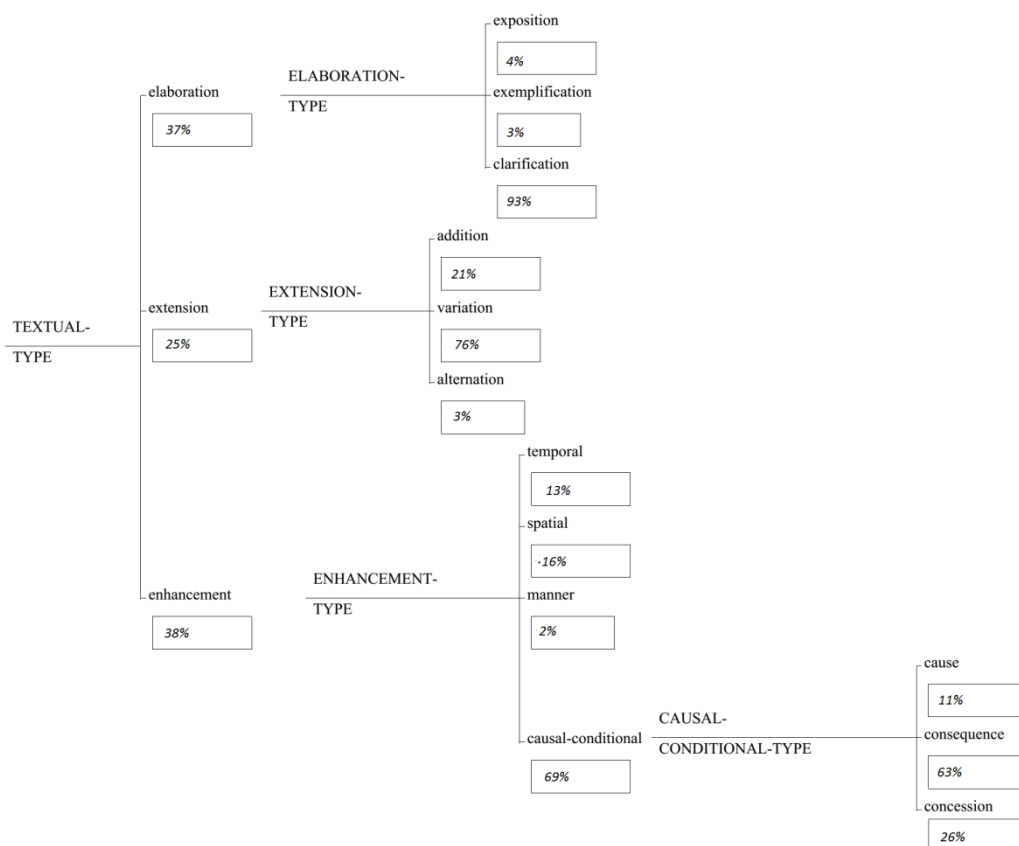 exposition
4%
ELABORATION-
TYPE
elaboration
37%
exemplification
3%
clarification
93%
addition
21%
EXTENSION-
TYPE
extension
25%
variation
76%
alternation
3%
TEXTUAL-
TYPE
temporal
13%
spatial
·16%
ENHANCEMENT-
TYPE
enhancement
38%
manner
2%
causal-conditional
69%
CAUSAL-
CONDITIONAL-TYPE
cause
11%
consequence
63%
concession
26%